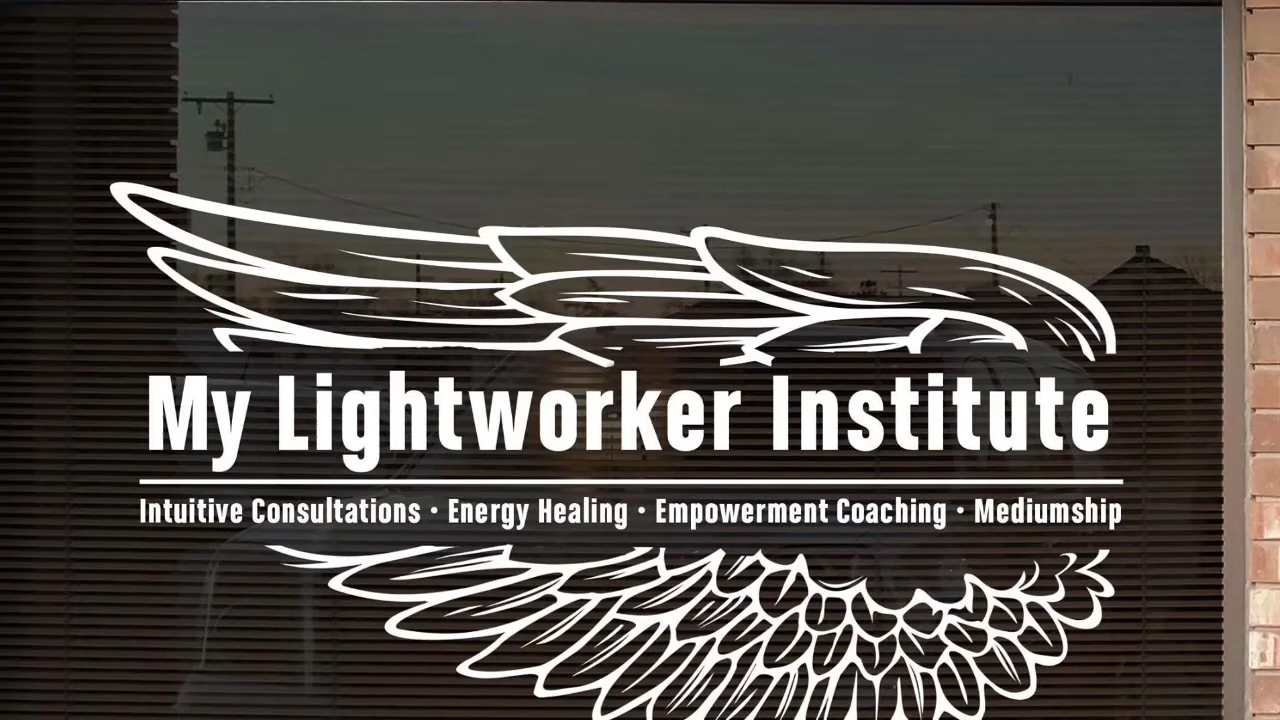 My Lightworker Institute
Intuitive Consultations • Energy Healing • Empowerment Coaching • Mediumship